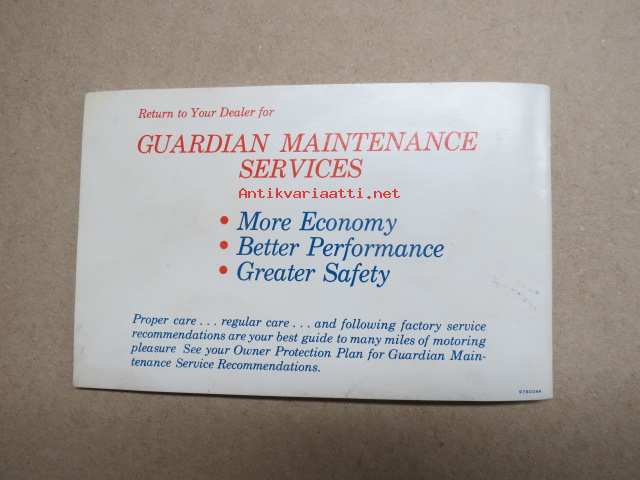 Return to Your Dealer for
GUARDIAN MAINTENANCE
SERVICES
Antikvariaatti.net
• More Economy
• Better Performance
• Greater Safety
Proper care . . . regular care . . . and following factory service
recommendations are your best guide to many miles of motoring
pleasure See your Owner Protection Plan for Guardian Main-
tenance Service Recommendations.